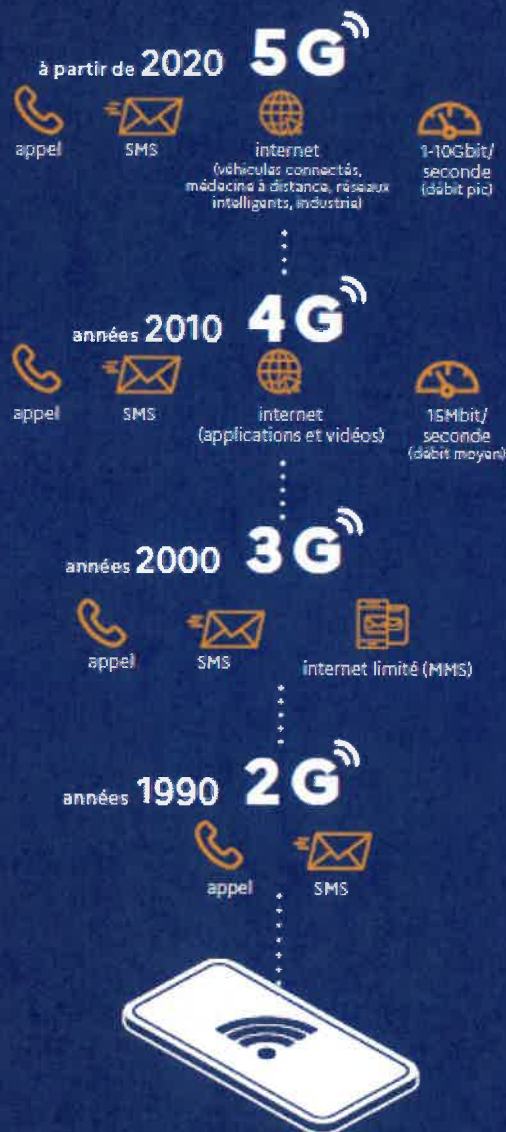 à partir de 2020 5G
appel
SMS
internet
(véhicules connectés,
médecine à distance, réseaux
intelligents, industrie)
1-10Gbit/
seconde
(débit pic)
années 2010 4G
appel
SMS
internet
(applications et vidéos)
15Mbit/
seconde
(débit moyen)
années 2000 3G
appel
SMS
internet limité (MMS)
années 1990 2G
appel
SMS